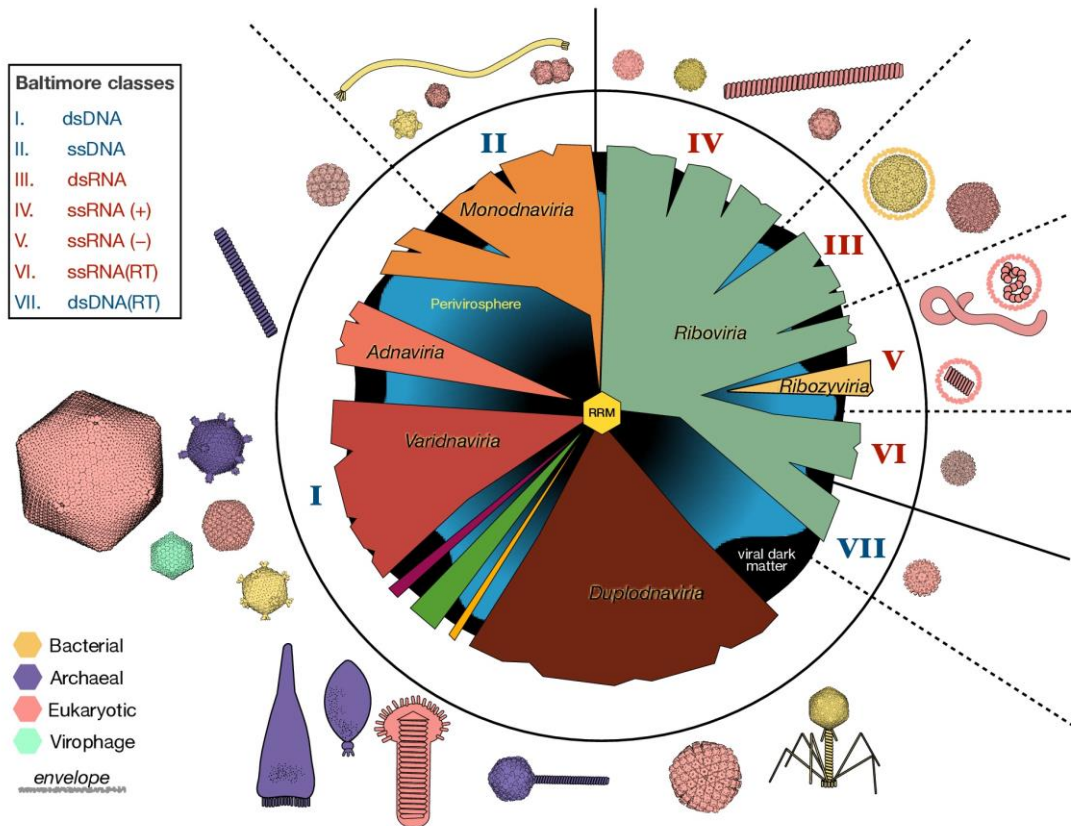 Baltimore classes
I. dsDNA
II. ssDNA
III. dsRNA
IV. ssRNA (+)
V. ssRNA (−)
VI. ssRNA(RT)
VII. dsDNA(RT)
II
IV
III
V
VI
VII
I
Monodnaviria
Perivirosphere
Adnaviria
Varidnaviria
Riboviria
Ribozyviria
RRM
viral dark
matter
Duplodnaviria
Bacterial
Archaeal
Eukaryotic
Virophage
envelope